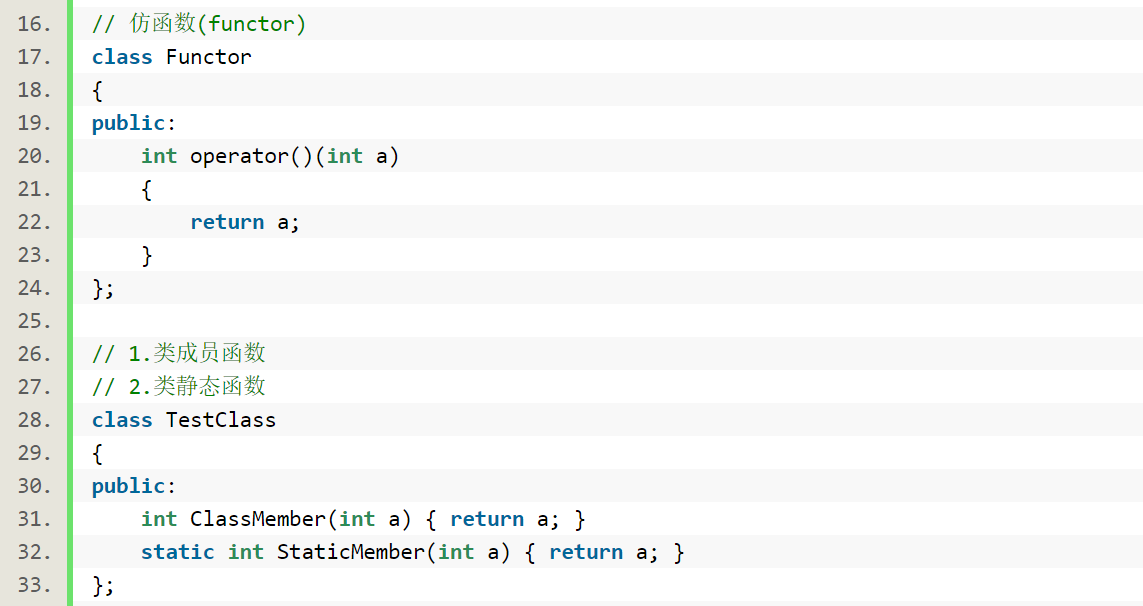 16. // 仿函数(functor)
17. class Functor
18. {
19. public:
20.     int operator()(int a)
21.     {
22.         return a;
23.     }
24. };
25.
26. // 1.类成员函数
27. // 2.类静态函数
28. class TestClass
29. {
30. public:
31.     int ClassMember(int a) { return a; }
32.     static int StaticMember(int a) { return a; }
33. };